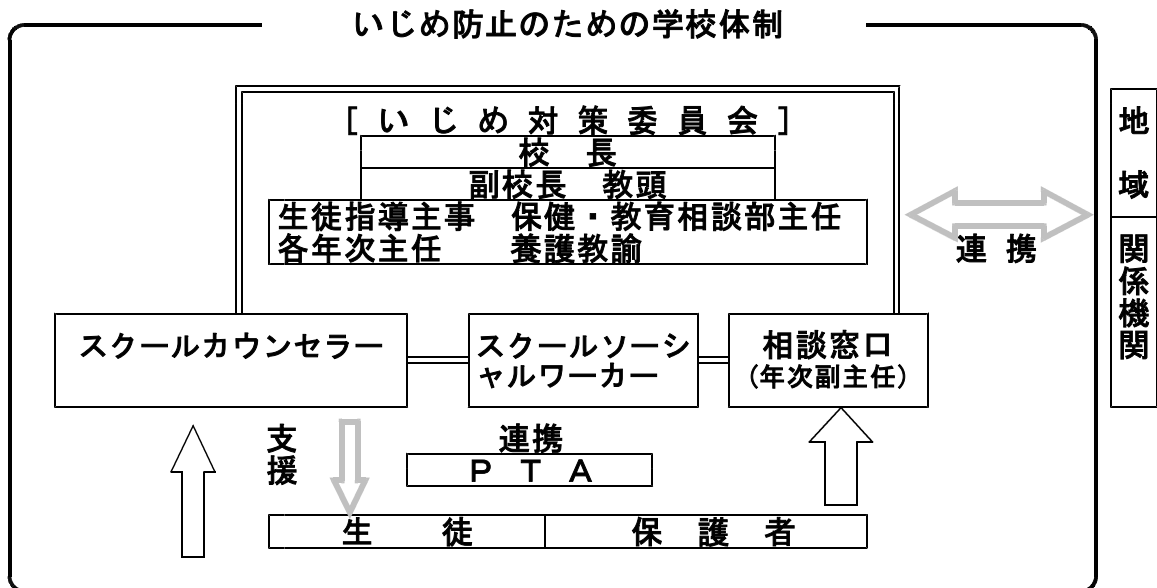 いじめ防止のための学校体制
[ い じ め 対 策 委 員 会 ]
校 長
副校長 教頭
生徒指導主事 保健・教育相談部主任
各年次主任 養護教諭
連 携
地 域
関係機関
スクールカウンセラー
スクールソーシ
ャルワーカー
相談窓口
（年次副主任）
支援
連携
Ｐ Ｔ Ａ
生 徒
保 護 者